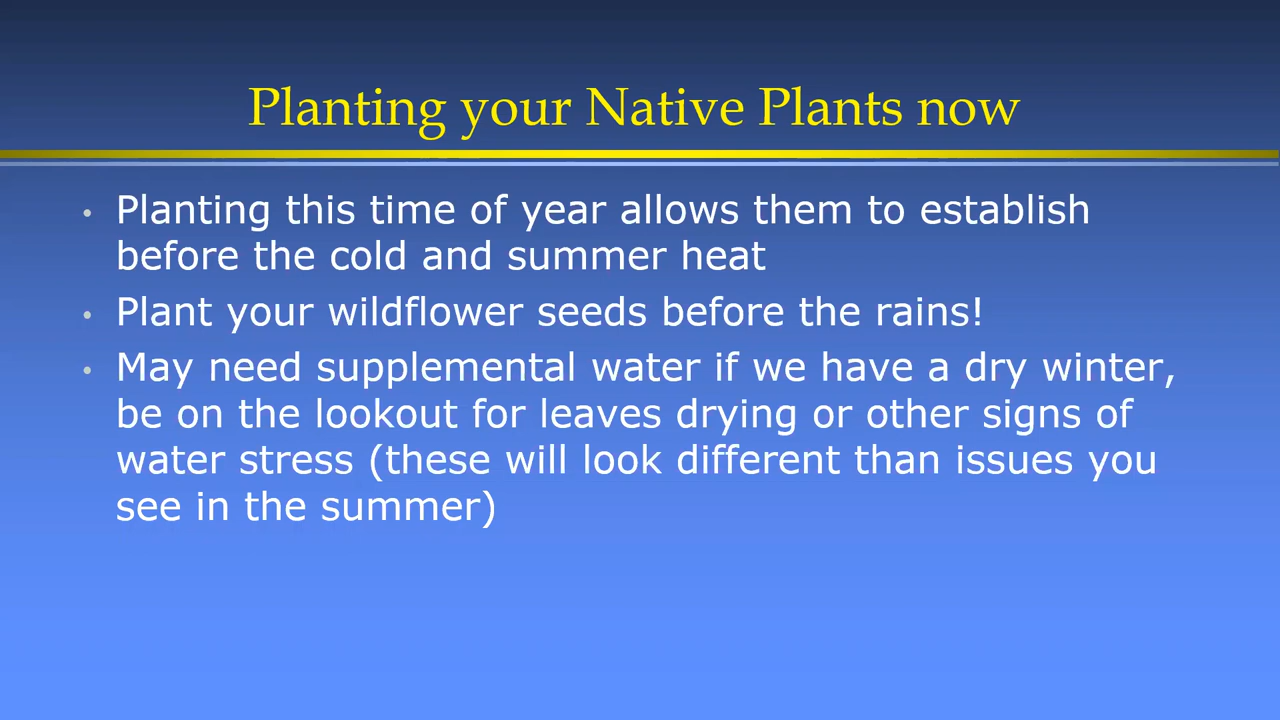 Planting your Native Plants now
• Planting this time of year allows them to establish
before the cold and summer heat
• Plant your wildflower seeds before the rains!
• May need supplemental water if we have a dry winter,
be on the lookout for leaves drying or other signs of
water stress (these will look different than issues you
see in the summer)